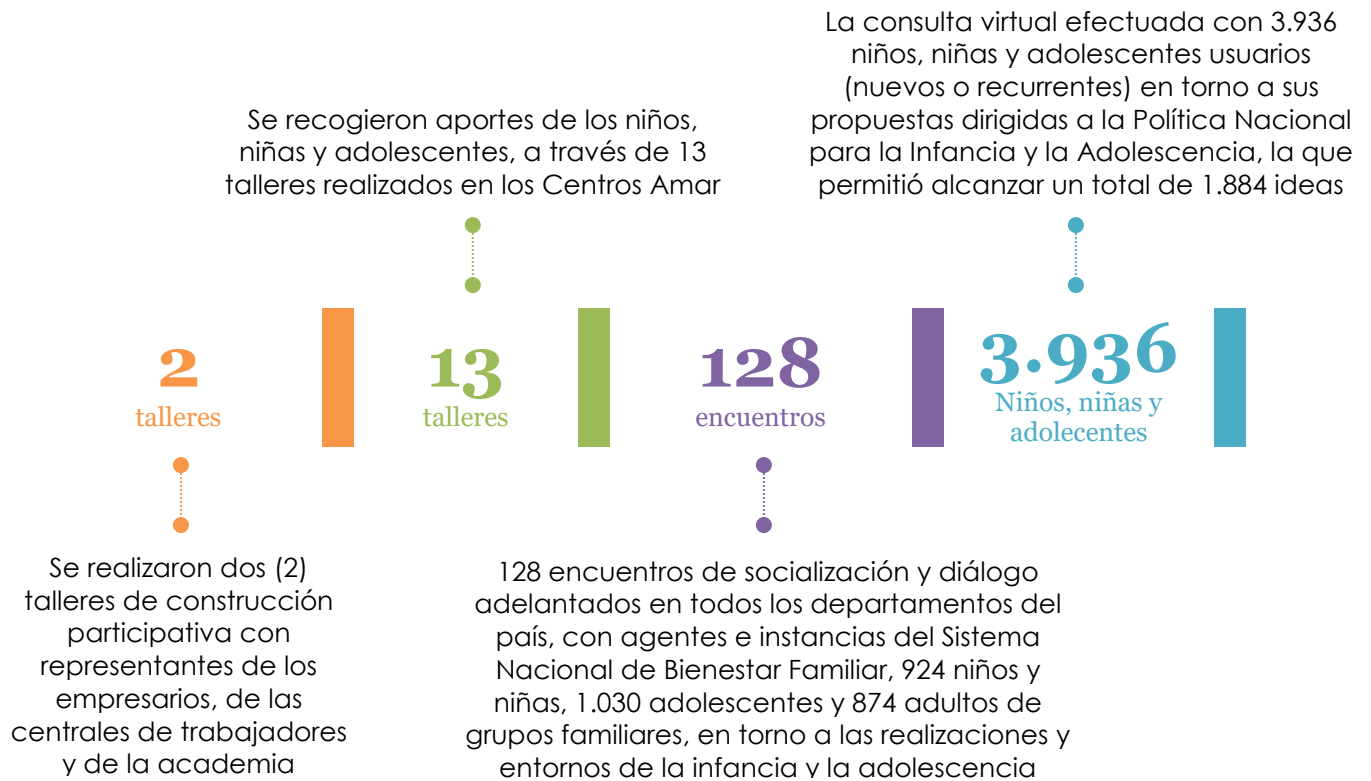 La consulta virtual efectuada con 3.936
niños, niñas y adolescentes usuarios
(nuevos o recurrentes) en torno a sus
propuestas dirigidas a la Política Nacional
para la Infancia y la Adolescencia, la que
permitió alcanzar un total de 1.884 ideas
Se recogieron aportes de los niños,
niñas y adolescentes, a través de 13
talleres realizados en los Centros Amar
2
talleres
13
talleres
128
encuentros
3.936
Niños, niñas y
adolecentes
Se realizaron dos (2)
talleres de construcción
participativa con
representantes de los
empresarios, de las
centrales de trabajadores
y de la academia
128 encuentros de socialización y diálogo
adelantados en todos los departamentos del
país, con agentes e instancias del Sistema
Nacional de Bienestar Familiar, 924 niños y
niñas, 1.030 adolescentes y 874 adultos de
grupos familiares, en torno a las realizaciones y
entornos de la infancia y la adolescencia